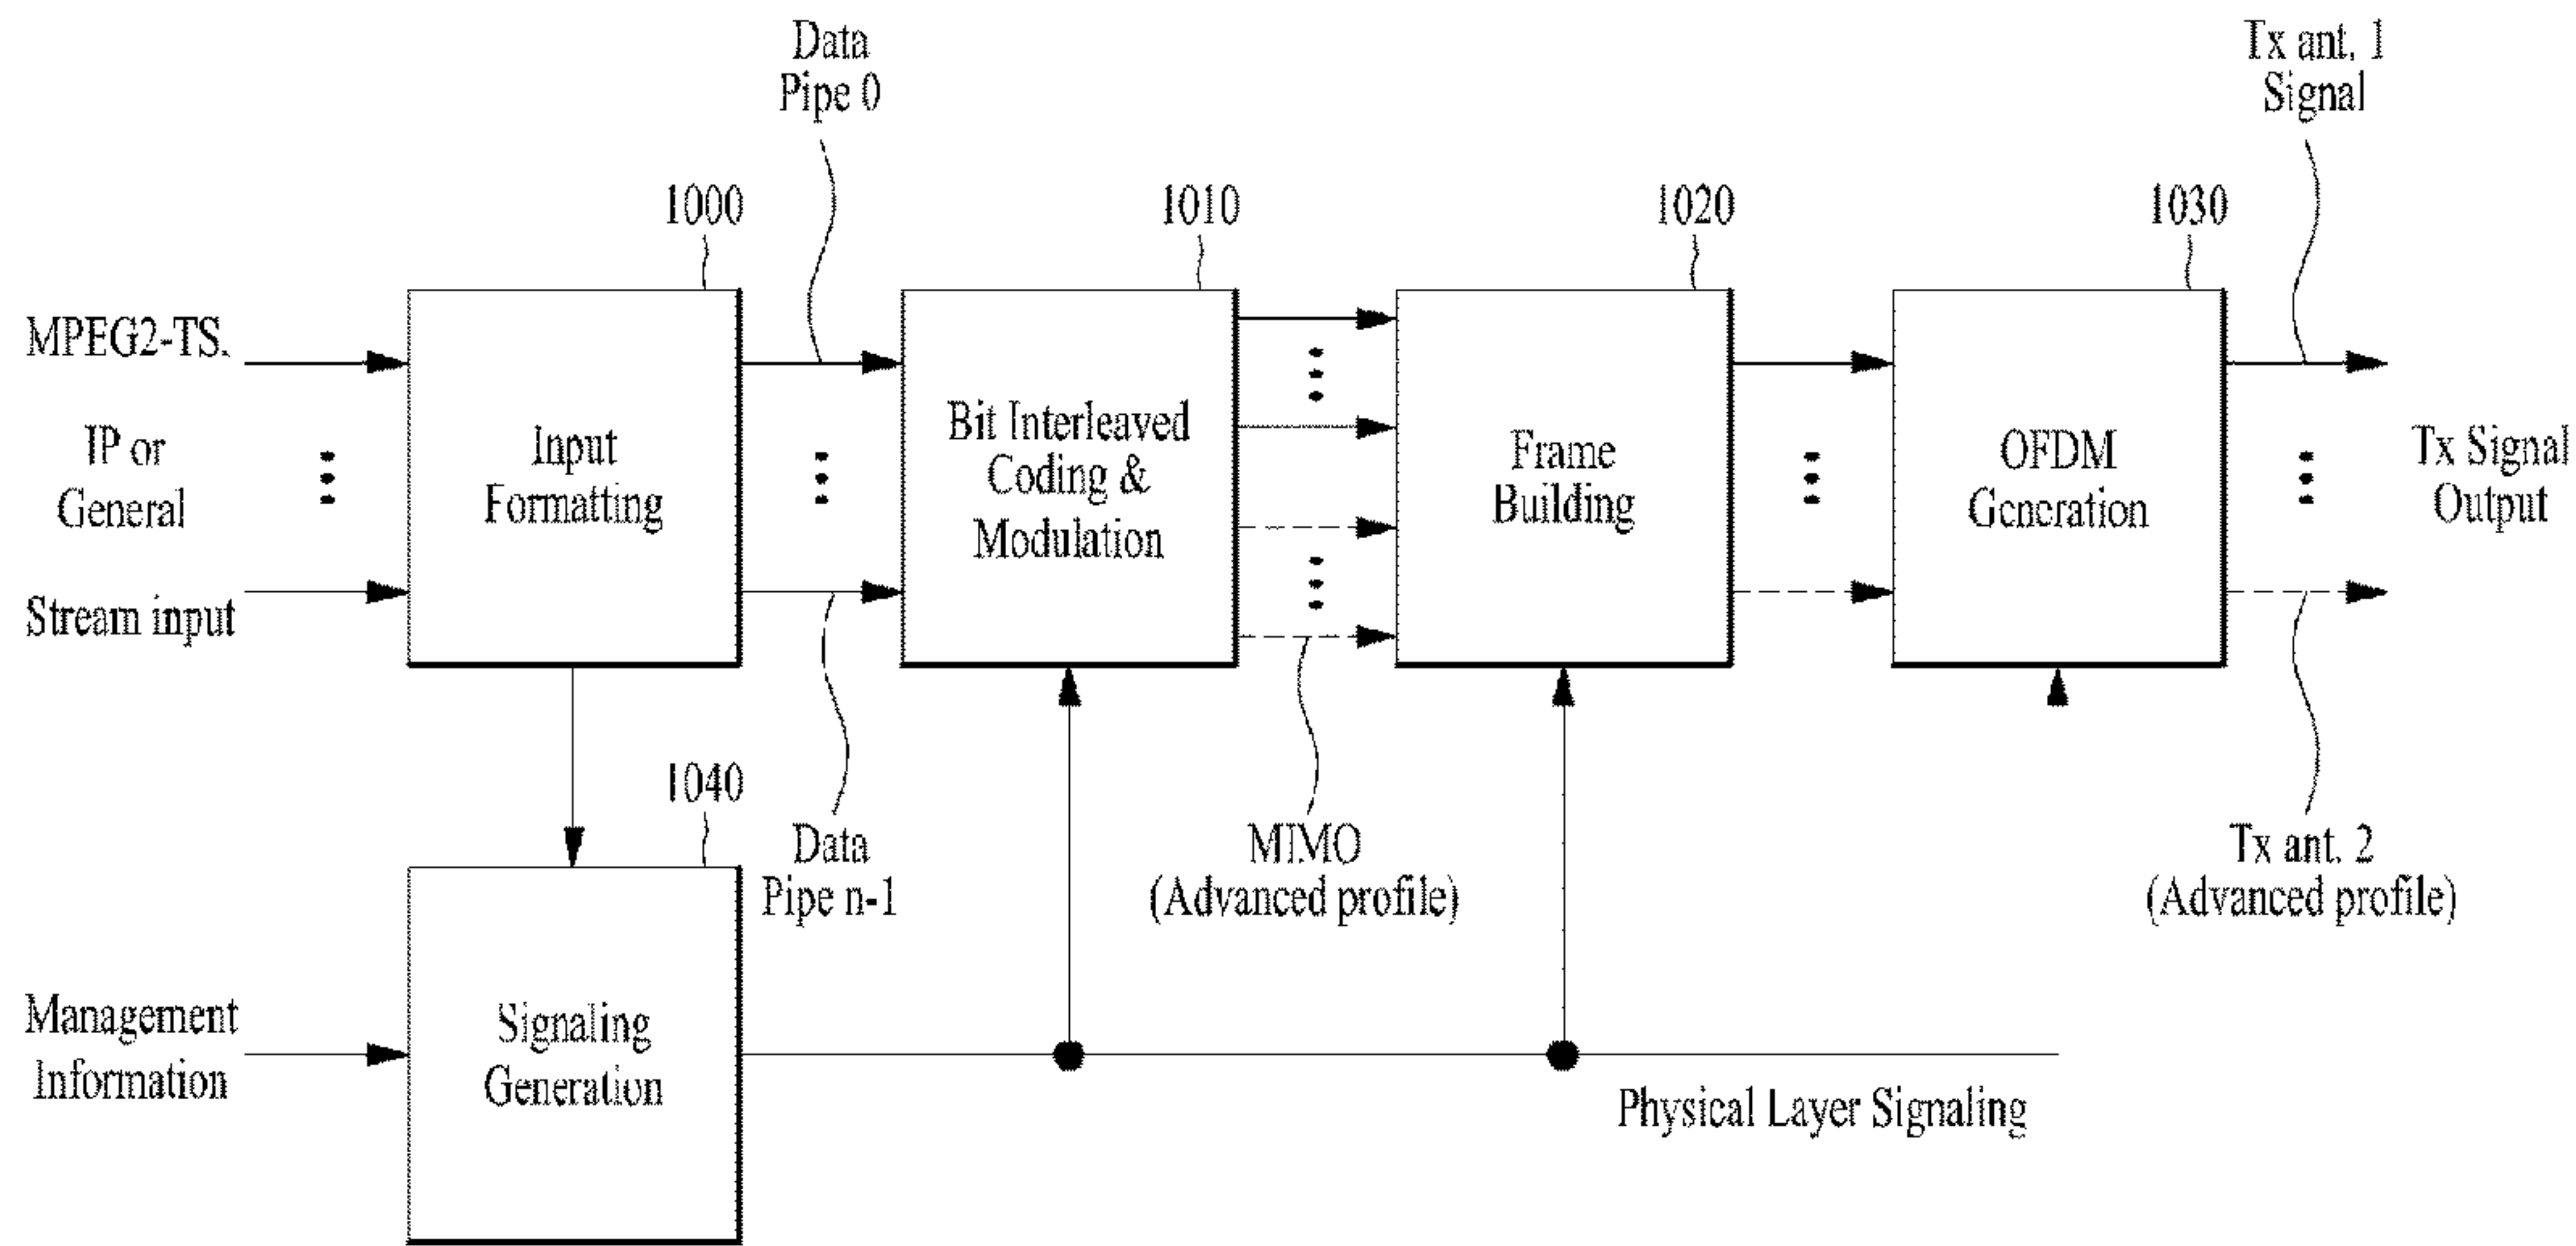 Data
Pipe 0
Tx ant. 1
Signal
1000
1010
1020
1030
MPEG2-TS.
IP or
General
Stream input
Input
Formatting
Bit Interleaved
Coding &
Modulation
Frame
Building
OFDM
Generation
Tx Signal
Output
1040
Data
Pipe n-1
MIMO
(Advanced profile)
Tx ant. 2
(Advanced profile)
Management
Information
Signaling
Generation
Physical Layer Signaling